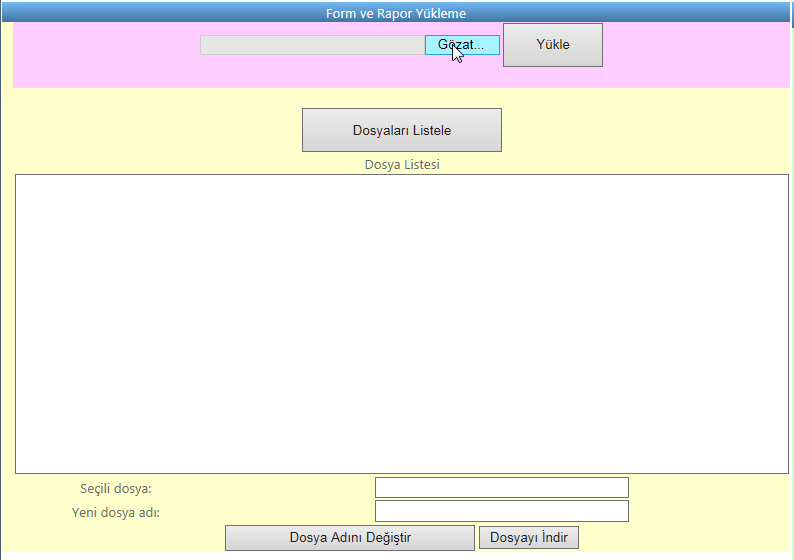 Form ve Rapor Yükleme
Gözat... Yükle
Dosyaları Listele
Dosya Listesi
Seçili dosya:
Yeni dosya adı:
Dosya Adını Değiştir Dosyayı İndir